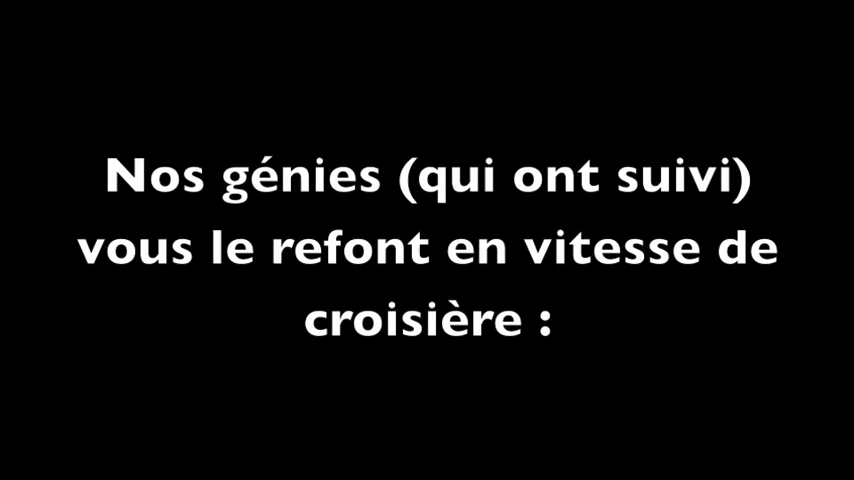 Nos génies (qui ont suivi)
vous le refont en vitesse de
croisière :